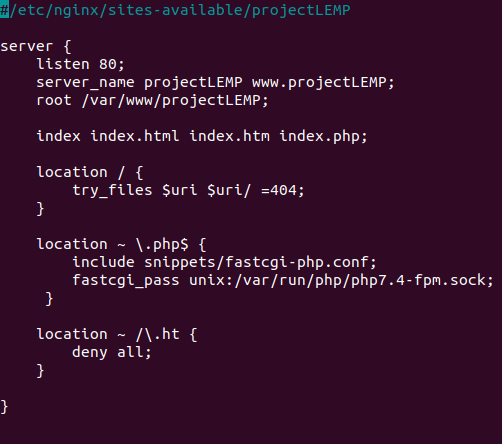 #/etc/nginx/sites-available/projectLEMP
server {
    listen 80;
    server_name projectLEMP www.projectLEMP;
    root /var/www/projectLEMP;
    index index.html index.htm index.php;
    location / {
        try_files $uri $uri/ =404;
    }
    location ~ \.php$ {
        include snippets/fastcgi-php.conf;
        fastcgi_pass unix:/var/run/php/php7.4-fpm.sock;
     }
    location ~ /\.ht {
        deny all;
    }
}